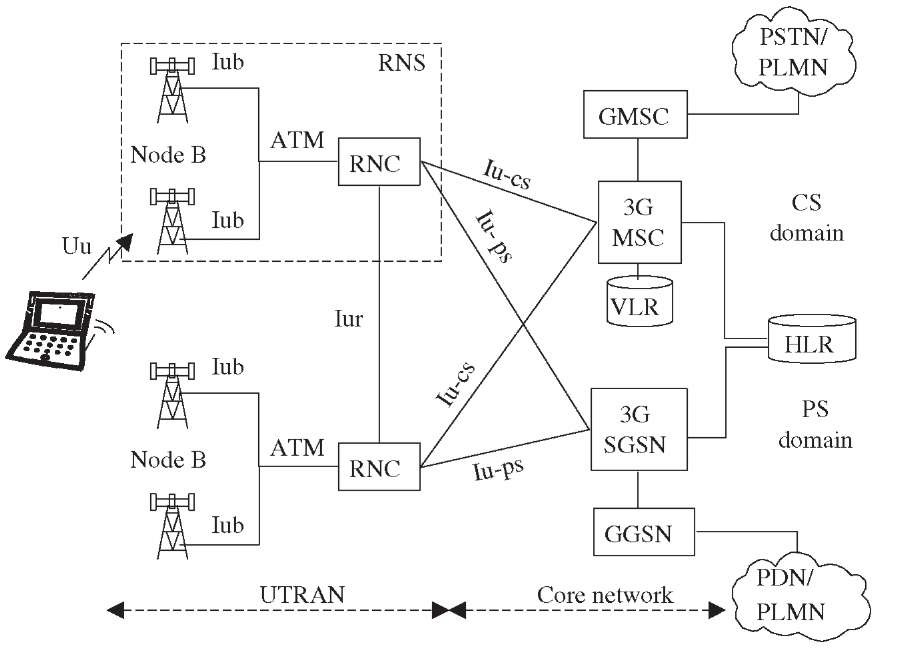 Iub
RNS
PSTN/
PLMN
GMSC
ATM
Node B
RNC
Iu-cs
3G
MSC
CS
domain
Iub
Iu- ps
Uu
VLR
Iur
HLR
Iub
Iu-cs
3G
SGSN
PS
domain
ATM
Node B
RNC
Iu-ps
Iub
GGSN
PDN/
PLMN
UTRAN
Core network